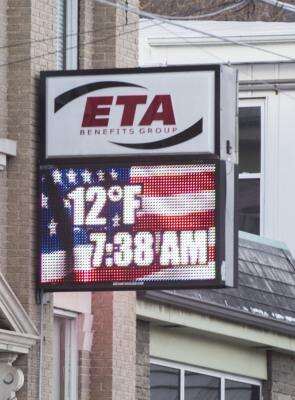 ETA
BENEFITS GROUP
12°F
7:38 AM